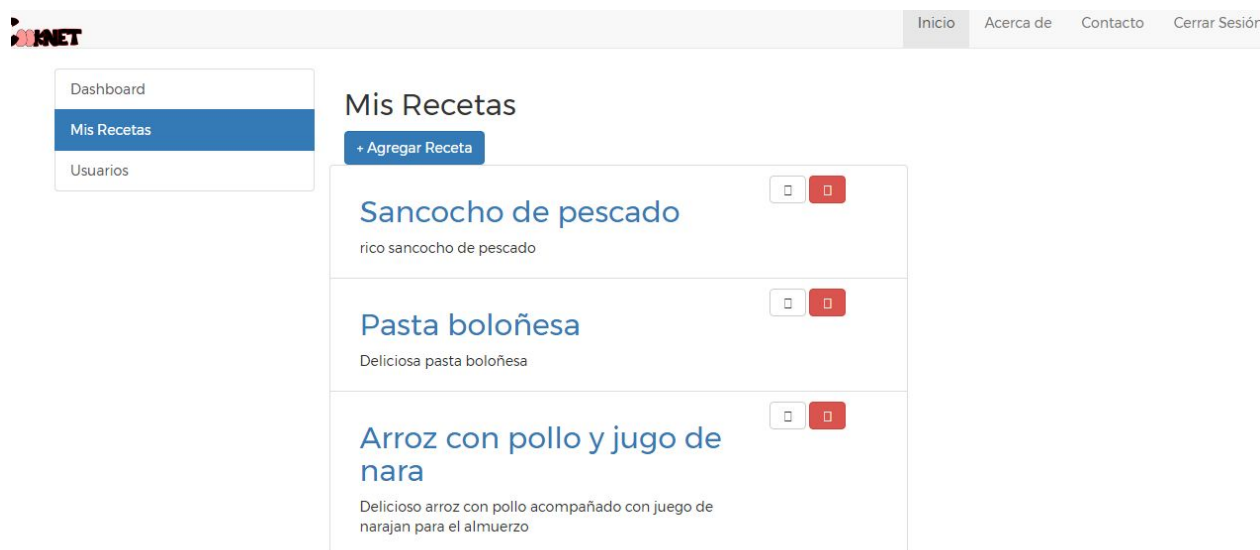 Inicio Acerca de Contacto Cerrar Sesión
Dashboard
Mis Recetas
Usuarios
Mis Recetas
+ Agregar Receta
Sancocho de pescado
rico sancocho de pescado
Pasta boloñesa
Deliciosa pasta boloñesa
Arroz con pollo y jugo de
nara
Delicioso arroz con pollo acompañado con juego de
narajan para el almuerzo